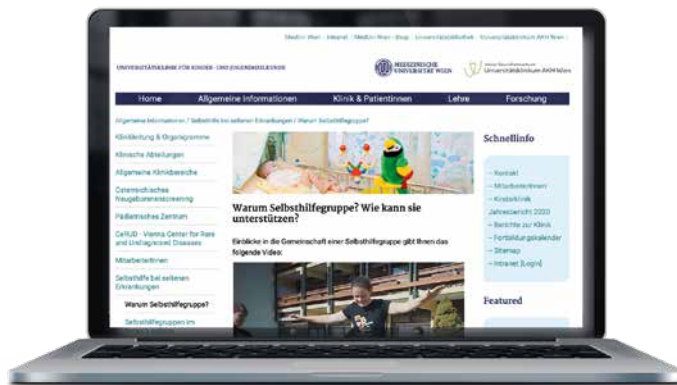 MedUni Wien | Intranet | MedUni Wien - Shop | Universitätsbibliothek | Universitätsklinikum AKH Wien |
UNIVERSITÄTSKLINIK FÜR KINDER- UND JUGENDHEILKUNDE
MEDIZINISCHE
UNIVERSITÄT WIEN
Universitätsklinikum AKH Wien
Home Allgemeine Informationen Klinik & Patientinnen Lehre Forschung
Allgemeine Informationen / Selbsthilfe bei seltenen Erkrankungen / Warum Selbsthilfegruppe?
Klinikleitung & Organigramme
Klinische Abteilungen
Allgemeine Klinikbereiche
Österreichisches
Neugeborenenscreening
Pädiatrisches Zentrum
CeRUD - Vienna Center for Rare
and Undiagnosed Diseases
MitarbeiterInnen
Selbsthilfe bei seltenen
Erkrankungen
Warum Selbsthilfegruppe?
Selbsthilfegruppen im
Warum Selbsthilfegruppe? Wie kann sie
unterstützen?
Einblicke in die Gemeinschaft einer Selbsthilfegruppe gibt Ihnen das
folgende Video:
Schnellinfo
– Kontakt
– MitarbeiterInnen
– Kinderklinik
Jahresbericht 2020
– Berichte zur Klinik
– Fortbildungskalender
– Sitemap
– Intranet [Login]
Featured